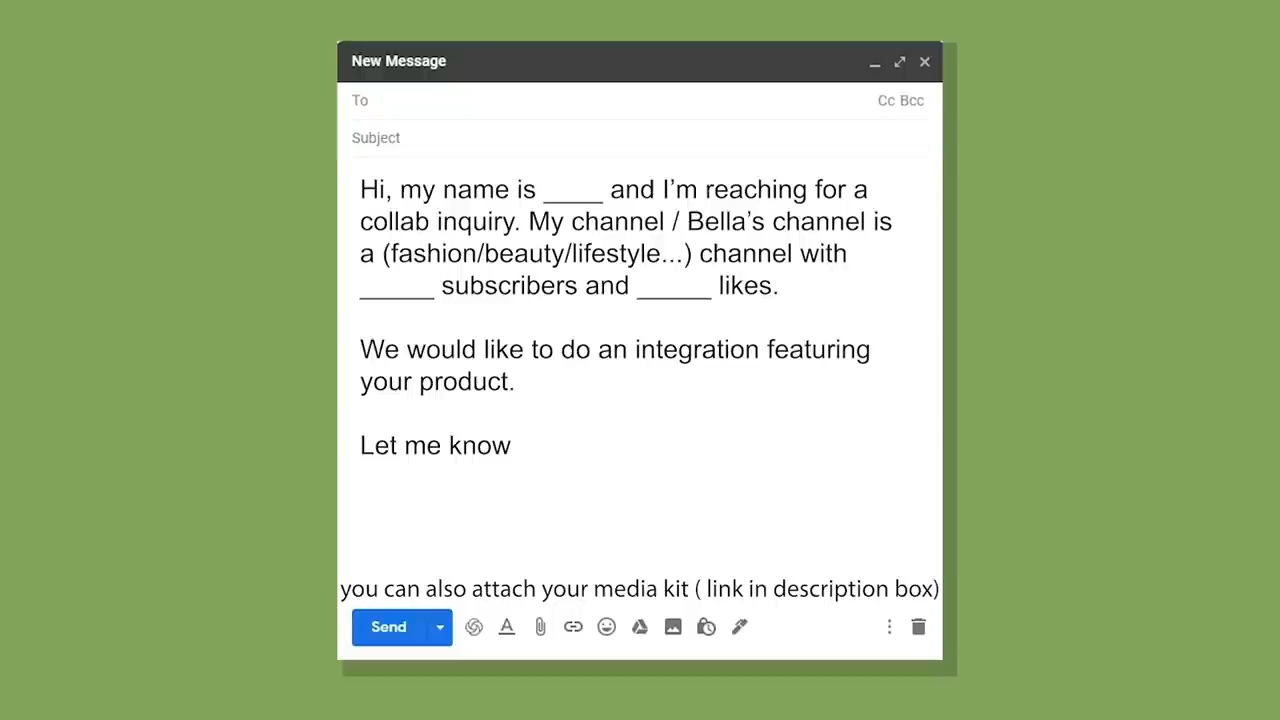 New Message
To
Cc Bcc
Subject
Hi, my name is ____ and I’m reaching for a
collab inquiry. My channel / Bella’s channel is
a (fashion/beauty/lifestyle...) channel with
_____ subscribers and _____ likes.
We would like to do an integration featuring
your product.
Let me know
you can also attach your media kit ( link in description box)
Send